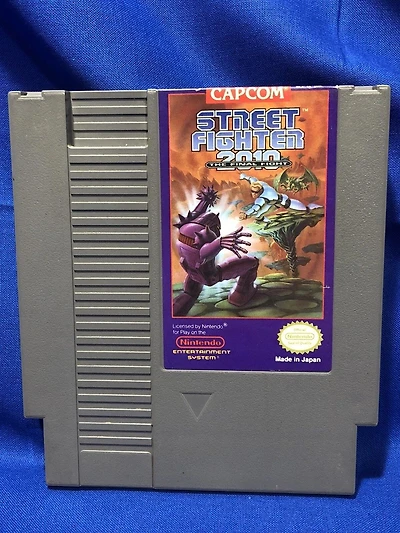 CAPCOM
STREET
FIGHTER
2010
THE FINAL FIGHT
TM
Licensed by Nintendo®
for Play on the
Nintendo
ENTERTAINMENT
SYSTEM®
Made in Japan